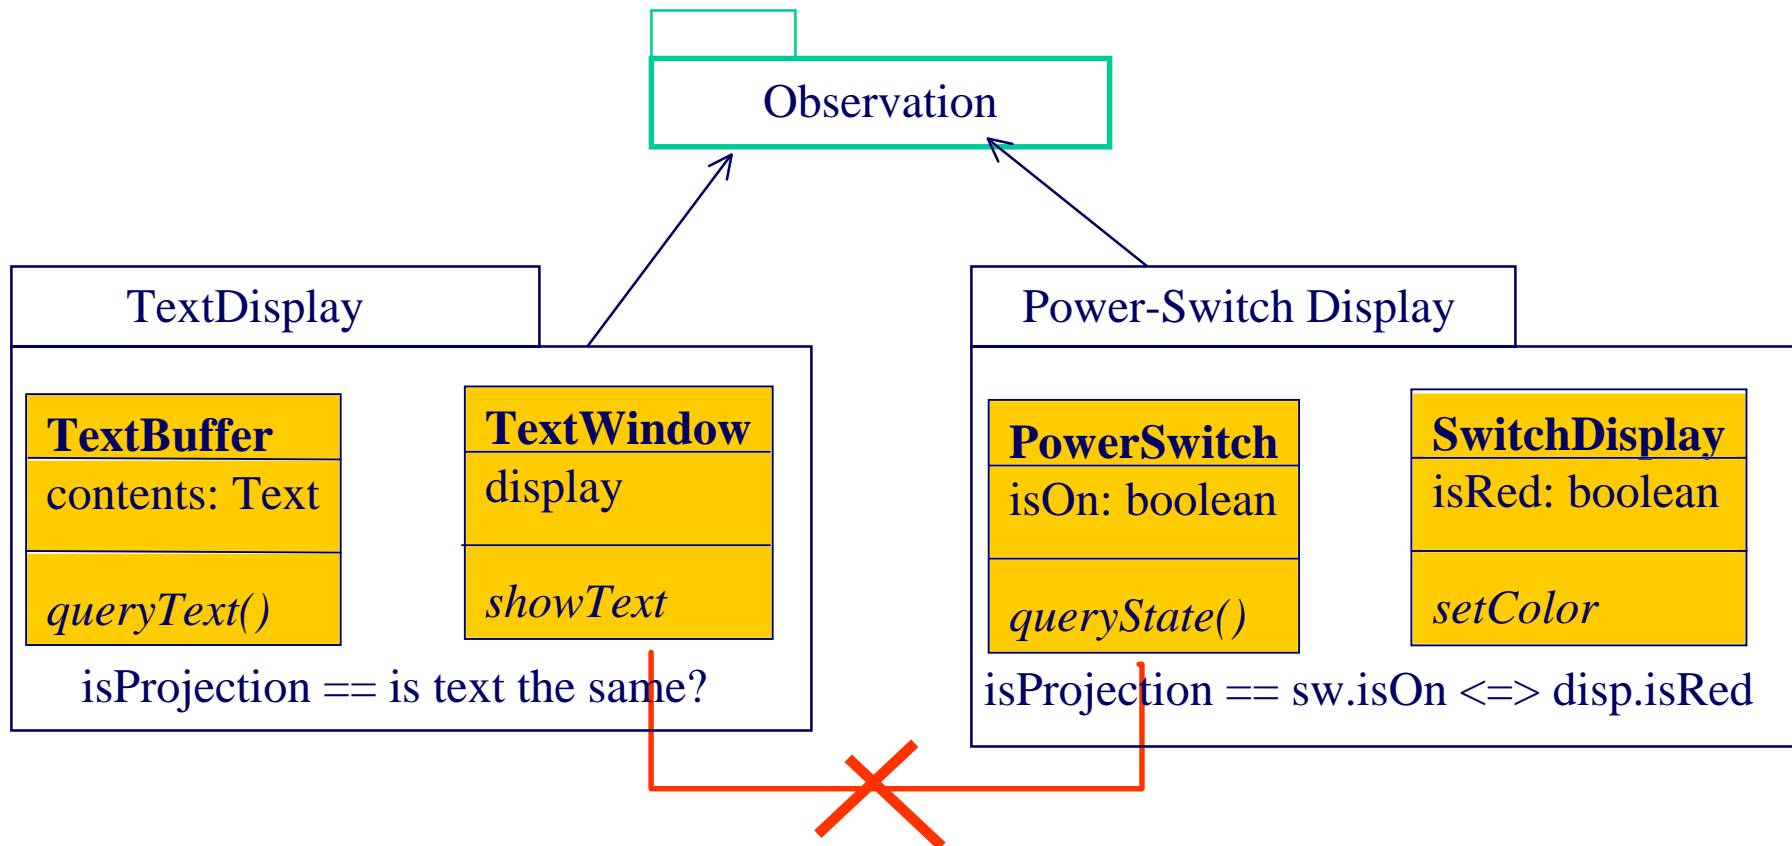 Observation
TextDisplay
TextBuffer
contents: Text
queryText()
TextWindow
display
showText
isProjection == is text the same?
Power-Switch Display
PowerSwitch
isOn: boolean
queryState()
SwitchDisplay
isRed: boolean
setColor
isProjection == sw.isOn <=> disp.isRed